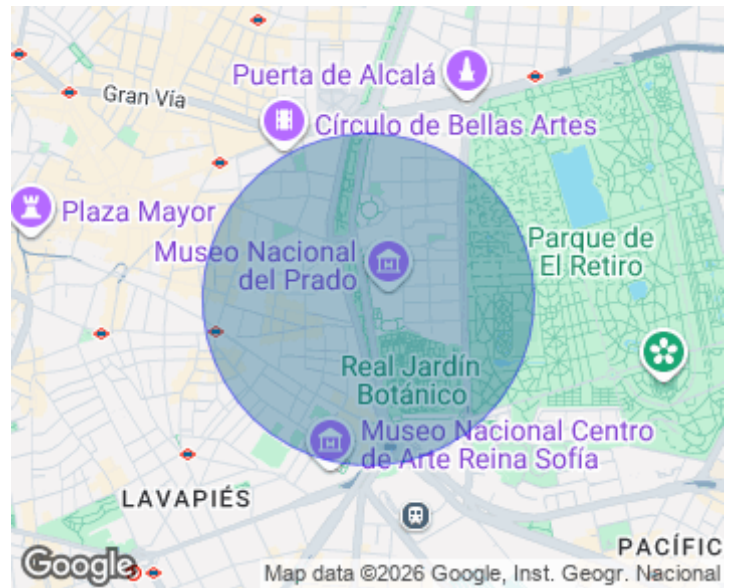 Puerta de Alcalá
Gran Vía
Círculo de Bellas Artes
Plaza Mayor
Museo Nacional
del Prado
Parque de
El Retiro
Real Jardín
Botánico
Museo Nacional Centro
de Arte Reina Sofía
LAVAPIÉS
PACÍFIC
Google
Map data ©2026 Google, Inst. Geogr. Nacional